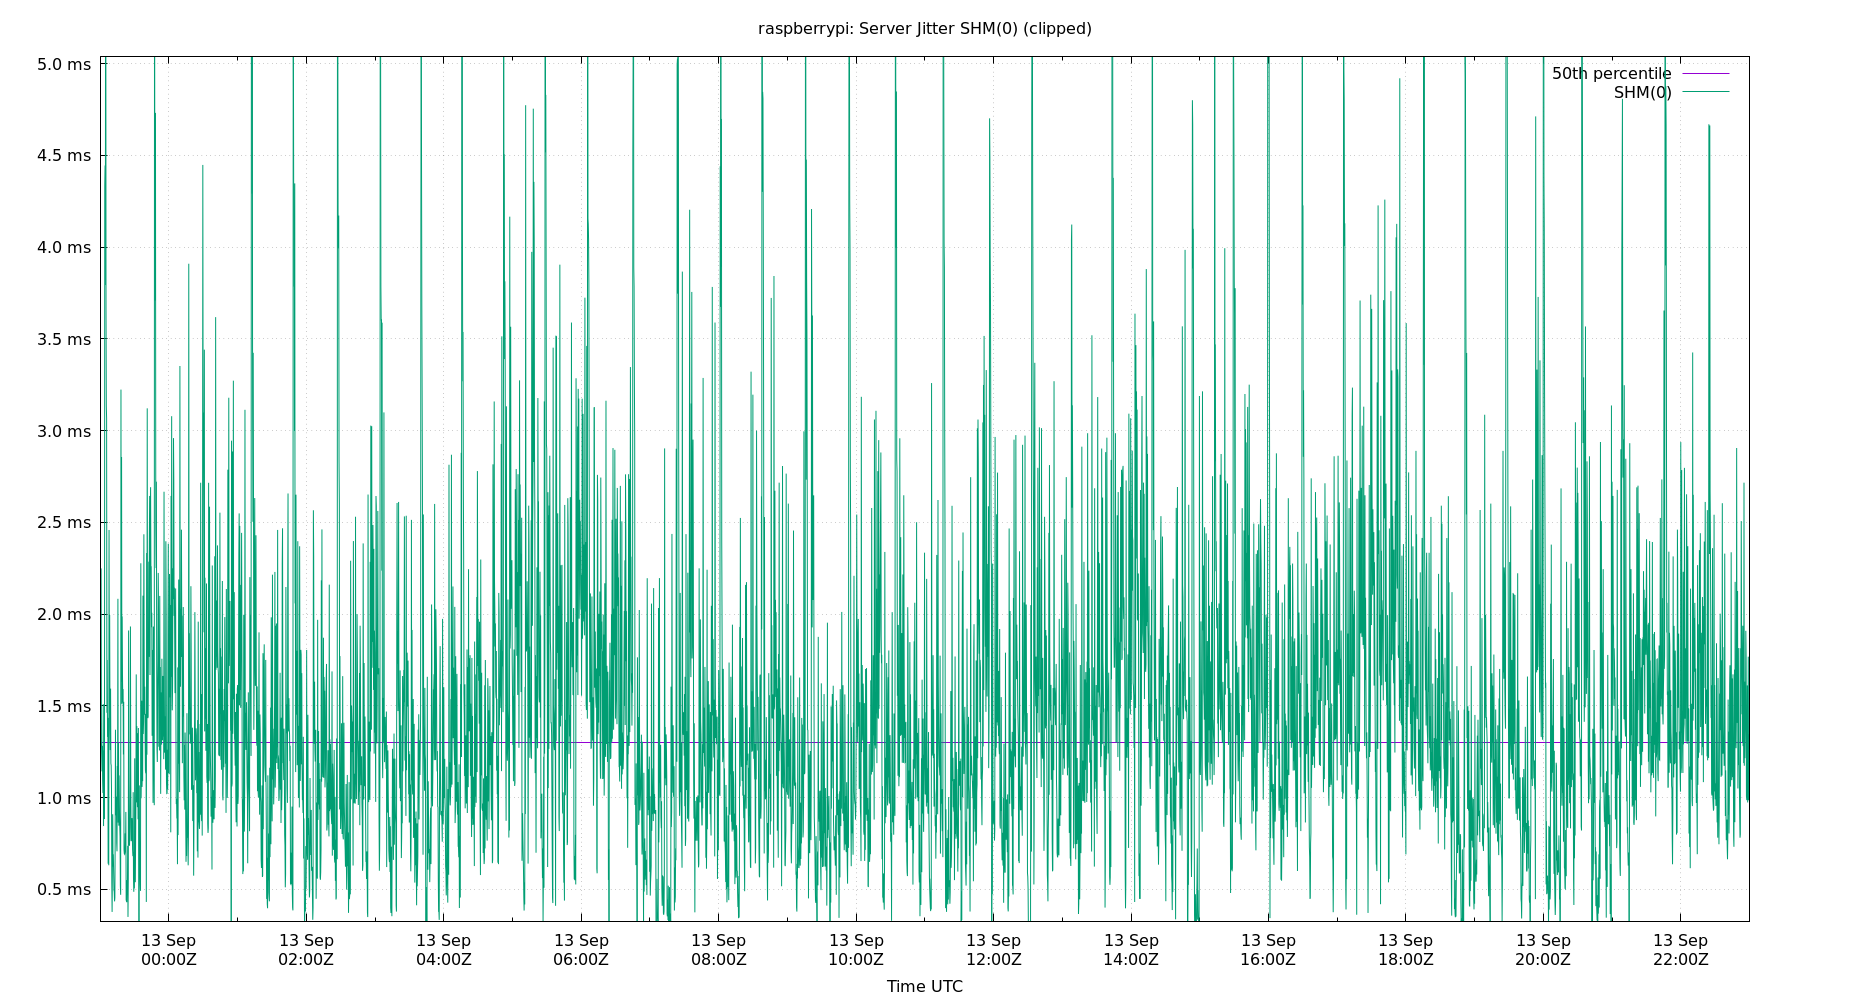 raspberrypi: Server Jitter SHM(0) (clipped)
50th percentile
SHM(0)
5.0 ms
4.5 ms
4.0 ms
3.5 ms
3.0 ms
2.5 ms
2.0 ms
1.5 ms
1.0 ms
0.5 ms
13 Sep 13 Sep 13 Sep 13 Sep 13 Sep 13 Sep 13 Sep 13 Sep 13 Sep 13 Sep 13 Sep 13 Sep
00:00Z 02:00Z 04:00Z 06:00Z 08:00Z 10:00Z 12:00Z 14:00Z 16:00Z 18:00Z 20:00Z 22:00Z
Time UTC